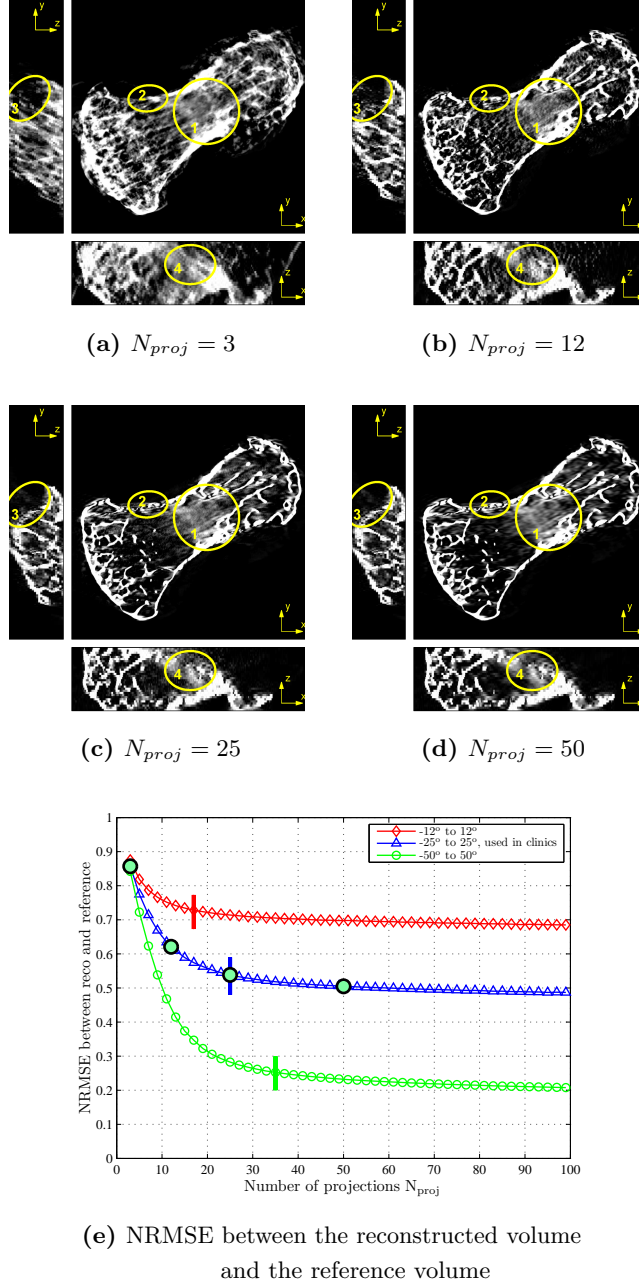 y
z
3
2
1
y
x
4
z
x
y
z
3
2
1
y
x
4
z
x
(a) N_proj = 3
(b) N_proj = 12
y
z
3
2
1
y
x
4
z
x
y
z
3
2
1
y
4
z
(c) N_proj = 25
(d) N_proj = 50
1
0.9
0.8
0.7
0.6
0.5
0.4
0.3
0.2
0.1
0
NRMSE between reco and reference
-12° to 12°
-25° to 25°, used in clinics
-50° to 50°
0 10 20 30 40 50 60 70 80 90 100
Number of projections N_proj
(e) NRMSE between the reconstructed volume
and the reference volume